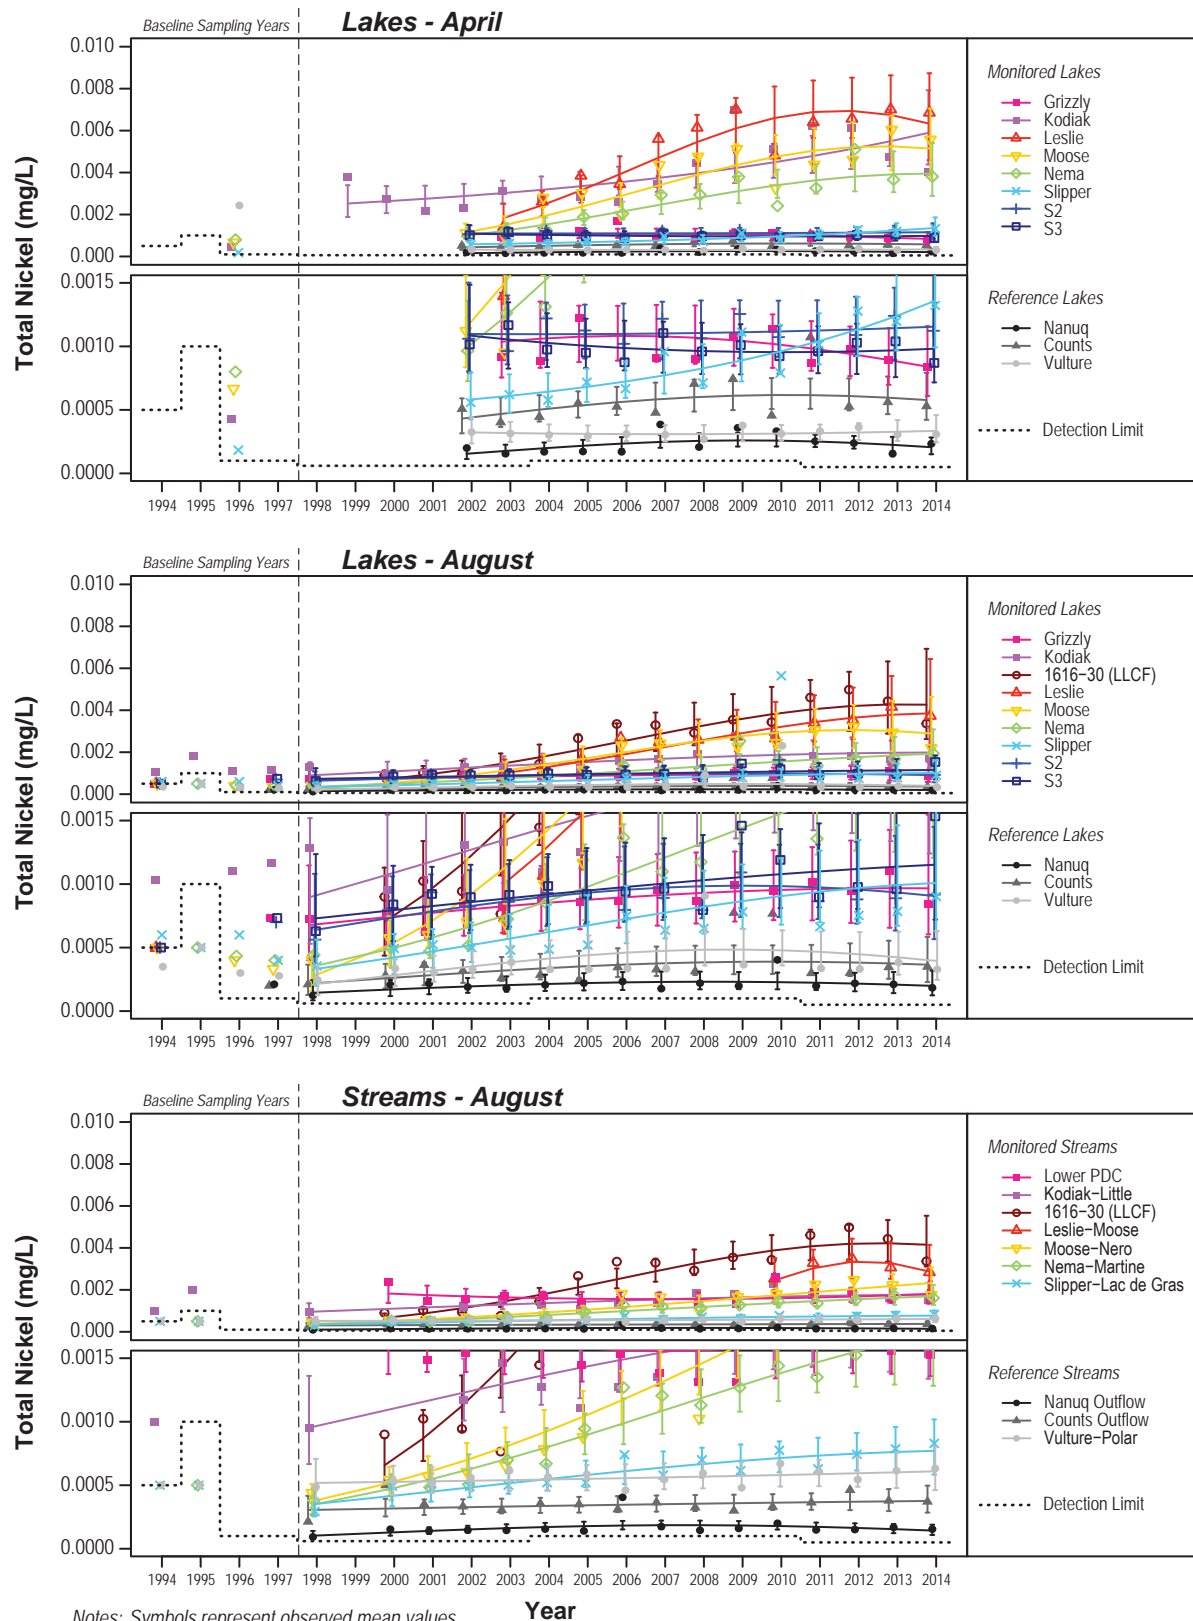 Baseline Sampling Years
Lakes - April
Total Nickel (mg/L)
0.010
0.008
0.006
0.004
0.002
0.000
Monitored Lakes
Grizzly
Kodiak
Leslie
Moose
Nema
Slipper
S2
S3
Total Nickel (mg/L)
0.0015
0.0010
0.0005
0.0000
Reference Lakes
Nanuq
Counts
Vulture
Detection Limit
1994 1995 1996 1997 1998 1999 2000 2001 2002 2003 2004 2005 2006 2007 2008 2009 2010 2011 2012 2013 2014
Baseline Sampling Years
Lakes - August
Total Nickel (mg/L)
0.010
0.008
0.006
0.004
0.002
0.000
Monitored Lakes
Grizzly
Kodiak
1616−30 (LLCF)
Leslie
Moose
Nema
Slipper
S2
S3
Total Nickel (mg/L)
0.0015
0.0010
0.0005
0.0000
Reference Lakes
Nanuq
Counts
Vulture
Detection Limit
1994 1995 1996 1997 1998 1999 2000 2001 2002 2003 2004 2005 2006 2007 2008 2009 2010 2011 2012 2013 2014
Baseline Sampling Years
Streams - August
Total Nickel (mg/L)
0.010
0.008
0.006
0.004
0.002
0.000
Monitored Streams
Lower PDC
Kodiak−Little
1616−30 (LLCF)
Leslie−Moose
Moose−Nero
Nema−Martine
Slipper−Lac de Gras
Total Nickel (mg/L)
0.0015
0.0010
0.0005
0.0000
Reference Streams
Nanuq Outflow
Counts Outflow
Vulture−Polar
Detection Limit
1994 1995 1996 1997 1998 1999 2000 2001 2002 2003 2004 2005 2006 2007 2008 2009 2010 2011 2012 2013 2014
Year
Notes: Symbols represent observed mean values